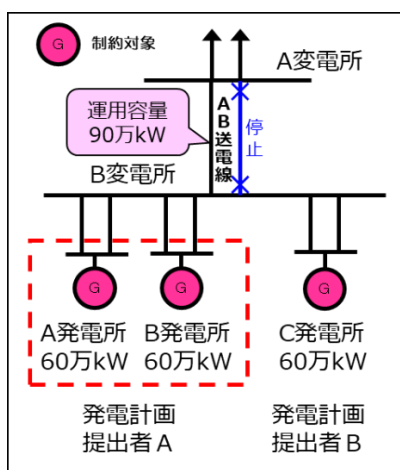 G 制約対象
A変電所
運用容量
90万kW
AB送電線
停止
B変電所
G G G
A発電所 B発電所 C発電所
60万kW 60万kW 60万kW
発電計画 発電計画
提出者A 提出者B